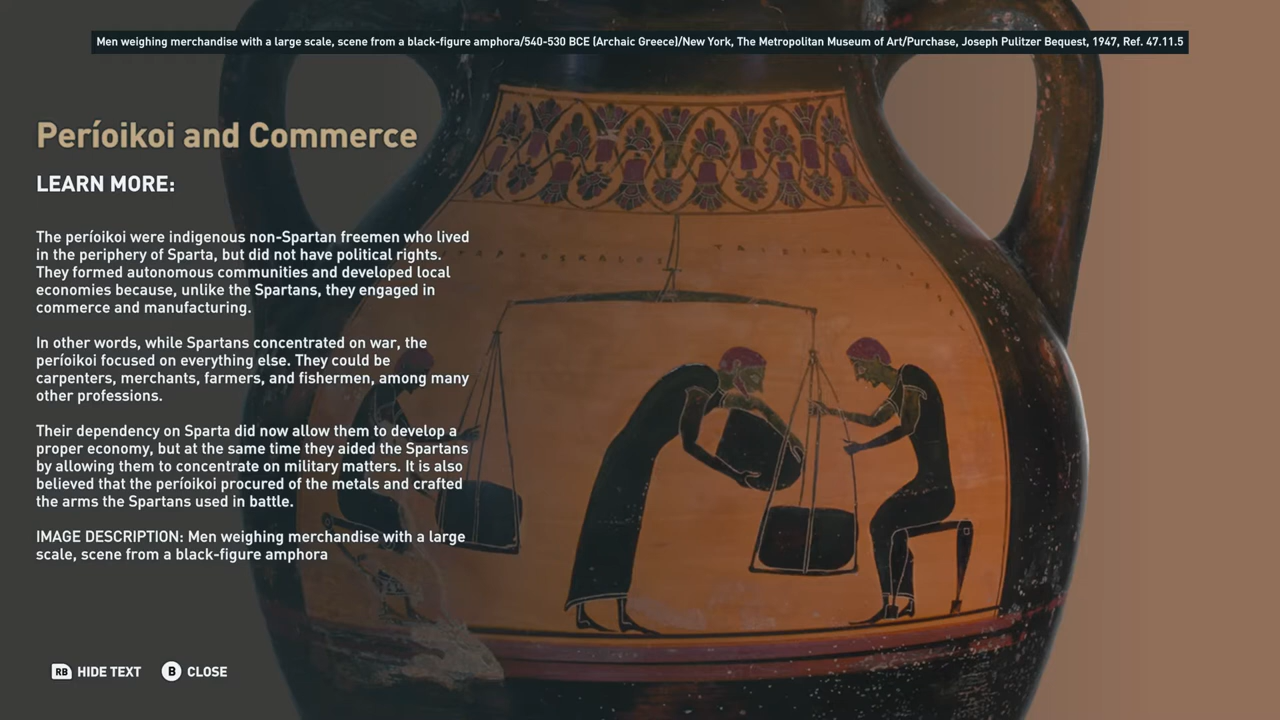 Men weighing merchandise with a large scale, scene from a black-figure amphora/540-530 BCE (Archaic Greece)/New York, The Metropolitan Museum of Art/Purchase, Joseph Pulitzer Bequest, 1947, Ref. 47.11.5
Períoikoi and Commerce
LEARN MORE:
The períoikoi were indigenous non-Spartan freemen who lived
in the periphery of Sparta, but did not have political rights.
They formed autonomous communities and developed local
economies because, unlike the Spartans, they engaged in
commerce and manufacturing.
In other words, while Spartans concentrated on war, the
períoikoi focused on everything else. They could be
carpenters, merchants, farmers, and fishermen, among many
other professions.
Their dependency on Sparta did now allow them to develop a
proper economy, but at the same time they aided the Spartans
by allowing them to concentrate on military matters. It is also
believed that the períoikoi procured of the metals and crafted
the arms the Spartans used in battle.
IMAGE DESCRIPTION: Men weighing merchandise with a large
scale, scene from a black-figure amphora
RB HIDE TEXT B CLOSE